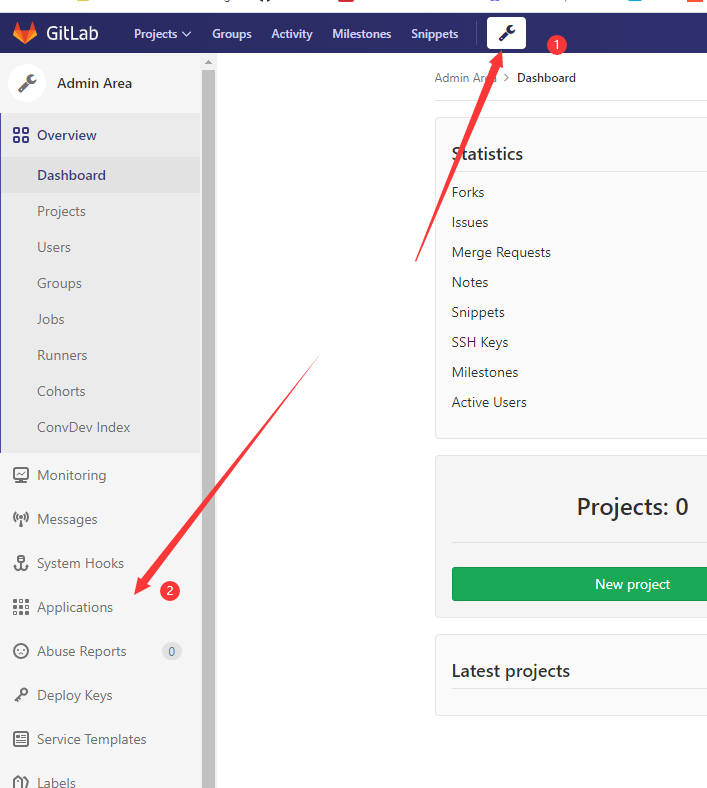 GitLab Projects Groups Activity Milestones Snippets 1
Admin Area
Overview
Dashboard
Projects
Users
Groups
Jobs
Runners
Cohorts
ConvDev Index
Monitoring
Messages
System Hooks
2
Applications
Abuse Reports 0
Deploy Keys
Service Templates
Labels
Admin Area > Dashboard
Statistics
Forks
Issues
Merge Requests
Notes
Snippets
SSH Keys
Milestones
Active Users
Projects: 0
New project
Latest projects